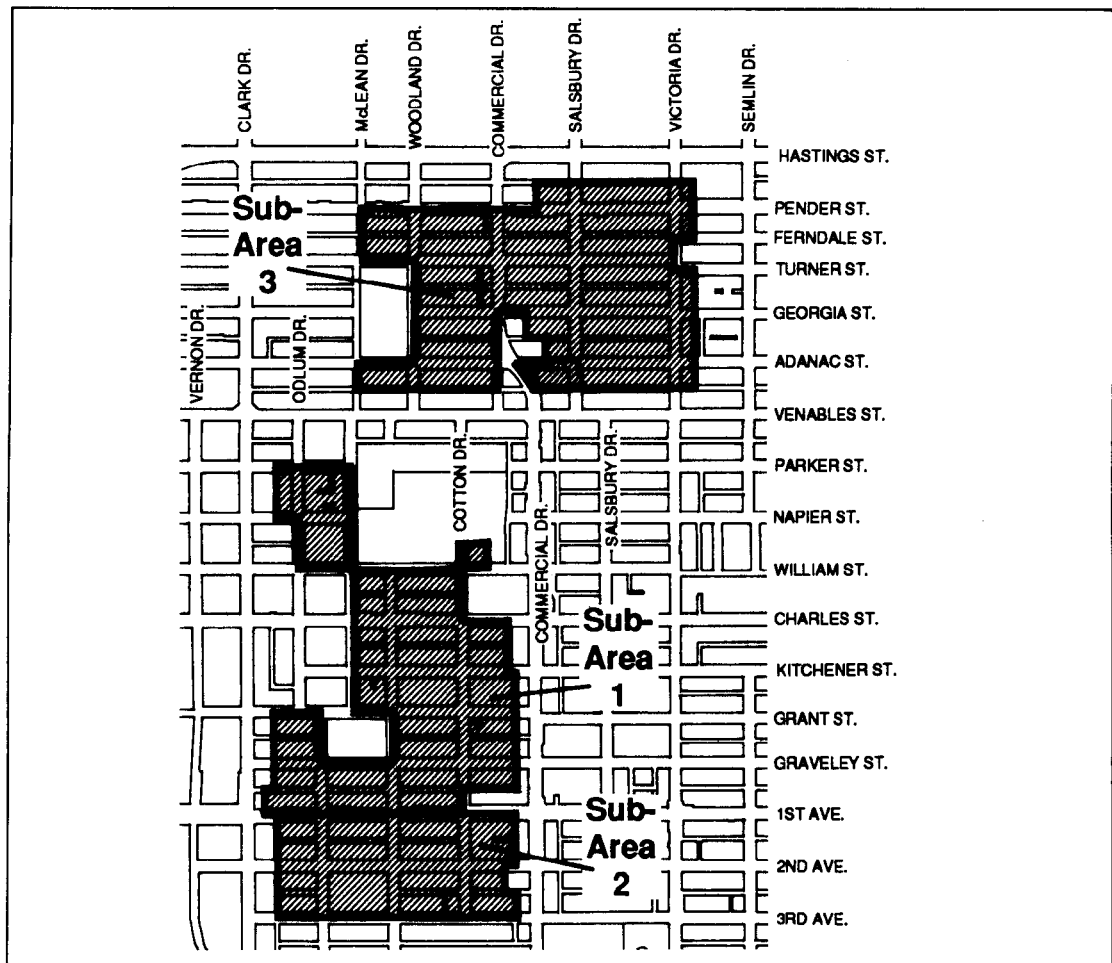 CLARK DR.
McLEAN DR.
WOODLAND DR.
COMMERCIAL DR.
SALSBURY DR.
VICTORIA DR.
SEMLIN DR.
HASTINGS ST.
PENDER ST.
FERNDALE ST.
TURNER ST.
GEORGIA ST.
ADANAC ST.
VENABLES ST.
PARKER ST.
NAPIER ST.
WILLIAM ST.
CHARLES ST.
KITCHENER ST.
GRANT ST.
GRAVELEY ST.
1ST AVE.
2ND AVE.
3RD AVE.
Sub-
Area
3
VERNON DR.
ODLUM DR.
COTTON DR.
COMMERCIAL DR.
SALSBURY DR.
Sub-
Area
1
Sub-
Area
2